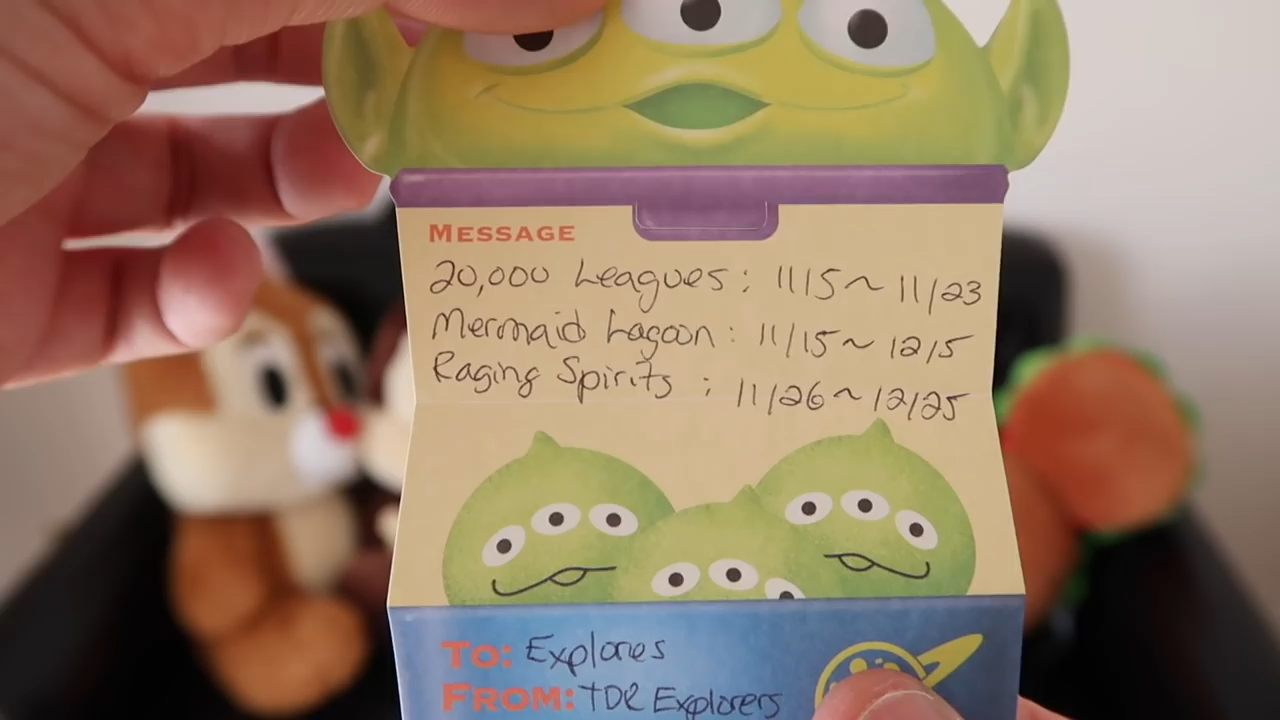 MESSAGE
20,000 Leagues : 11/15 ~ 11/23
Mermaid Lagoon : 11/15 ~ 12/5
Raging Spirits : 11/26 ~ 12/25
TO: Explores
FROM: TDR Explorers